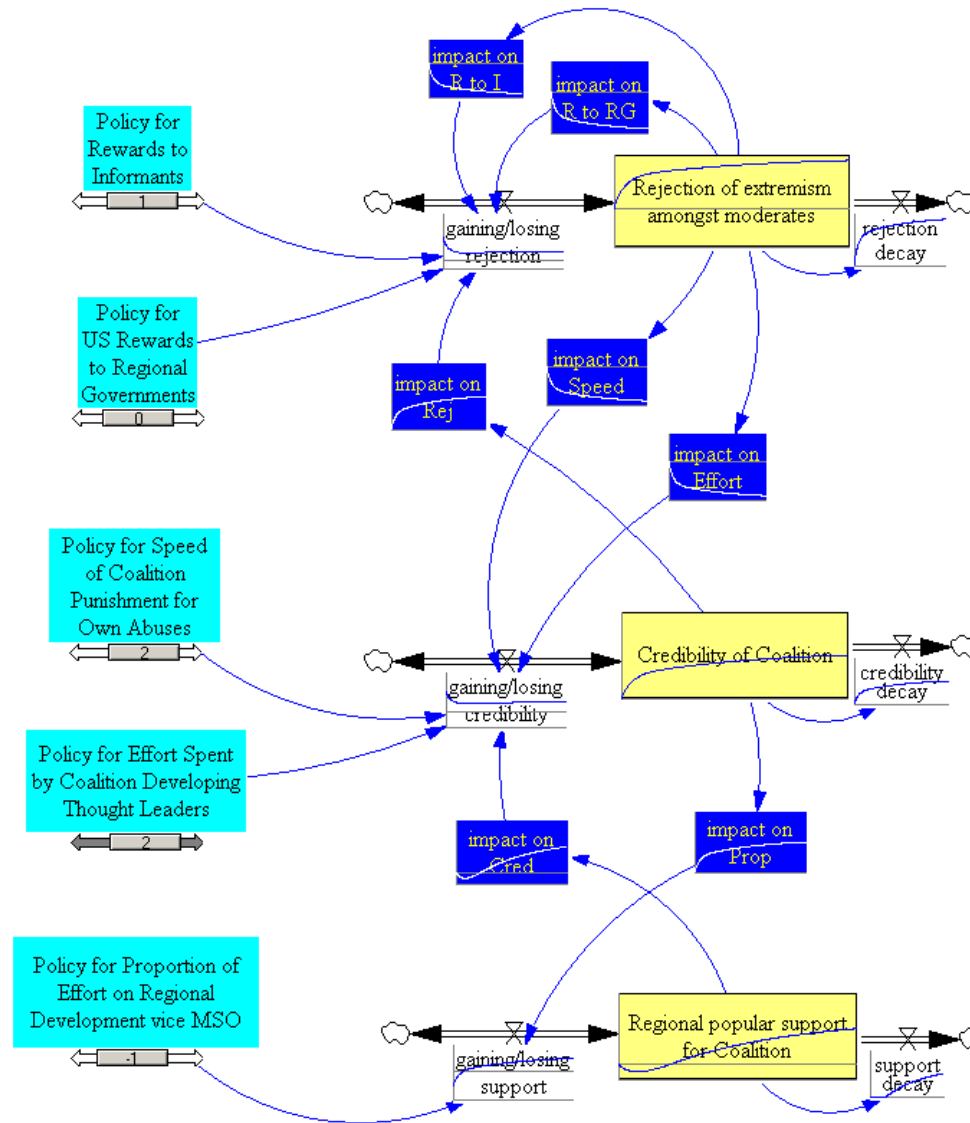 impact on
R to I
impact on
R to RG
Policy for
Rewards to
Informants
1
Rejection of extremism
amongst moderates
gaining/losing
rejection
rejection
decay
Policy for
US Rewards
to Regional
Governments
0
impact on
Rej
impact on
Speed
impact on
Effort
Policy for Speed
of Coalition
Punishment for
Own Abuses
2
Credibility of Coalition
gaining/losing
credibility
credibility
decay
Policy for Effort Spent
by Coalition Developing
Thought Leaders
2
impact on
Cred
impact on
Prop
Policy for Proportion of
Effort on Regional
Development vice MSO
-1
Regional popular support
for Coalition
gaining/losing
support
support
decay